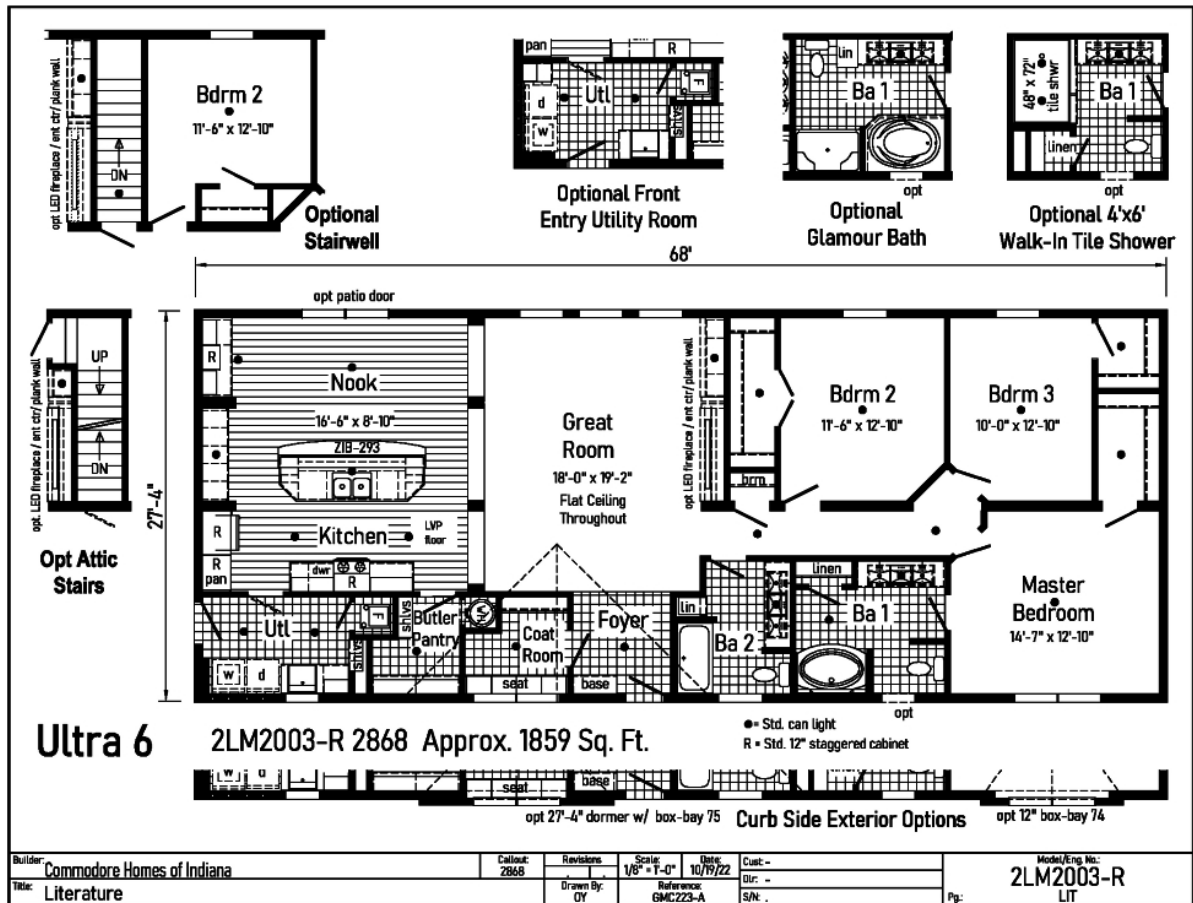 opt LED fireplace / ent ctr/ plank wall
DN
Bdrm 2
11'-6" x 12'-10"
Optional
Stairwell
pan
R
Utl
F
d
w
shlvs
Optional Front
Entry Utility Room
lin
Ba 1
opt
Optional
Glamour Bath
48" x 72"
tile shwr
Ba 1
linen
opt
Optional 4'x6'
Walk-In Tile Shower
68'
opt patio door
27'-4"
opt. LED fireplace / ent ctr/ plank wall
UP
DN
Opt Attic
Stairs
R
Nook
16'-6" x 8'-10"
ZIB-293
Kitchen
LVP
floor
R
R
pan
dwr
R
Great
Room
18'-0" x 19'-2"
Flat Ceiling
Throughout
opt LED fireplace / ent ctr/ plank wall
brm
Bdrm 2
11'-6" x 12'-10"
Bdrm 3
10'-0" x 12'-10"
Utl
F
shlvs
w
d
shlvs
Butler
Pantry
WH
Coat
Room
seat
Foyer
base
lin
Ba 2
linen
Ba 1
opt
Master
Bedroom
14'-7" x 12'-10"
Ultra 6
2LM2003-R 2868 Approx. 1859 Sq. Ft.
●= Std. can light
R = Std. 12" staggered cabinet
w
d
seat
base
opt 27'-4" dormer w/ box-bay 75
Curb Side Exterior Options
opt 12" box-bay 74
Builder:
Commodore Homes of Indiana
Title:
Literature
Callout:
2868
Revisions
Scale:
1/8" = 1'-0"
Date:
10/19/22
Drawn By:
OY
Reference:
GMC223-A
Cust: -
Dlr: -
S/N: .
Model/Eng. No.:
2LM2003-R
Pg.:
LIT